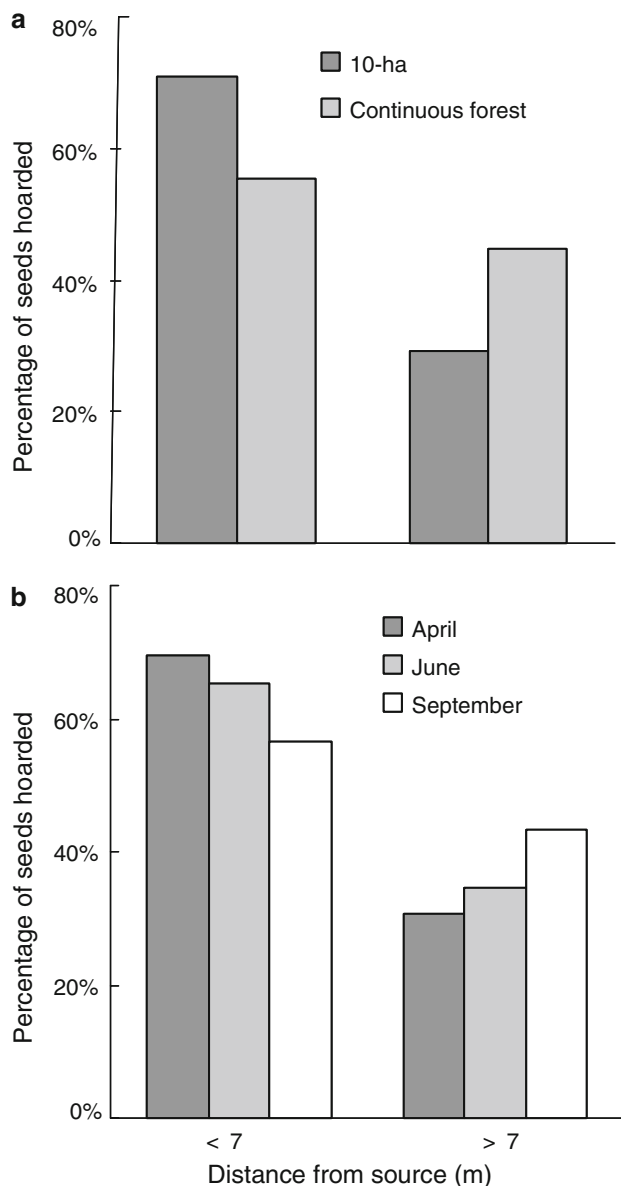 a
80%
10-ha
Continuous forest
60%
40%
20%
0%
Percentage of seeds hoarded
b
80%
April
June
September
60%
40%
20%
0%
Percentage of seeds hoarded
< 7
> 7
Distance from source (m)